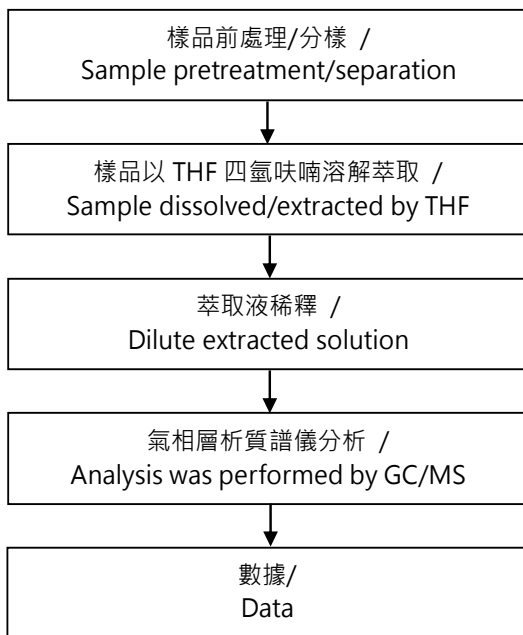 樣品前處理/分樣 /
Sample pretreatment/separation
樣品以 THF 四氫呋喃溶解萃取 /
Sample dissolved/extracted by THF
萃取液稀釋 /
Dilute extracted solution
氣相層析質譜儀分析 /
Analysis was performed by GC/MS
數據/
Data